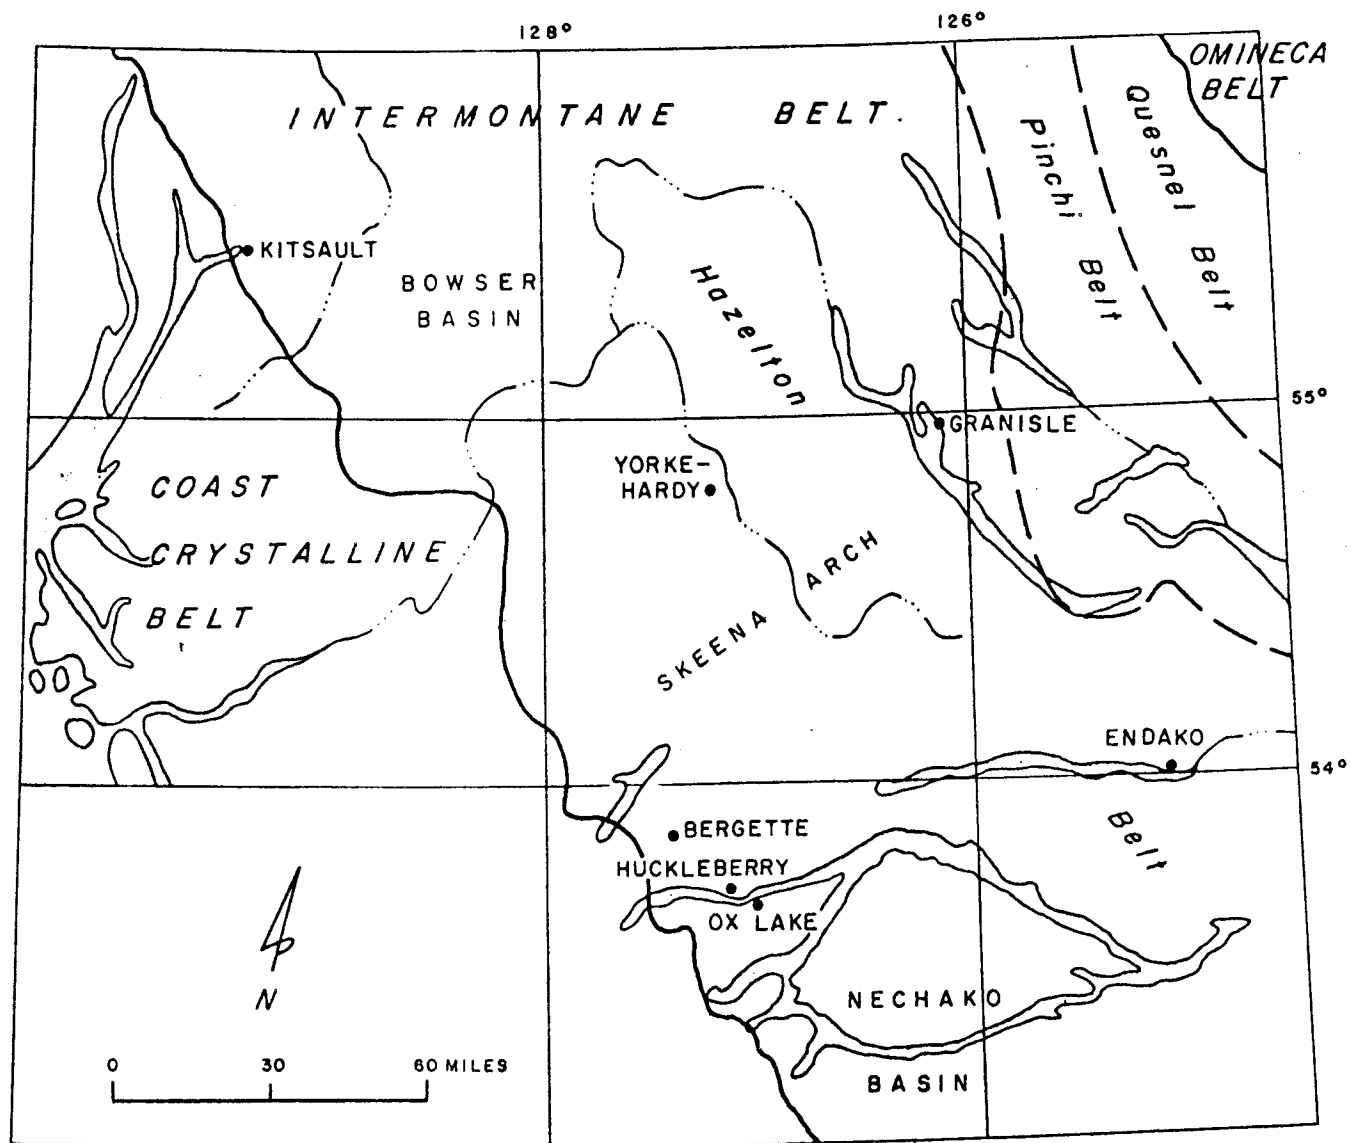 128°
126°
OMINECA
BELT
INTERMONTANE BELT.
Quesnel Belt
Pinchi Belt
KITSAULT
BOWSER
BASIN
Hazelton
55°
GRANISLE
YORKE-
HARDY
COAST
CRYSTALLINE
BELT
SKEENA ARCH
ENDAKO
54°
Belt
BERGETTE
HUCKLEBERRY
OX LAKE
NECHAKO
BASIN
N
0 30 60 MILES